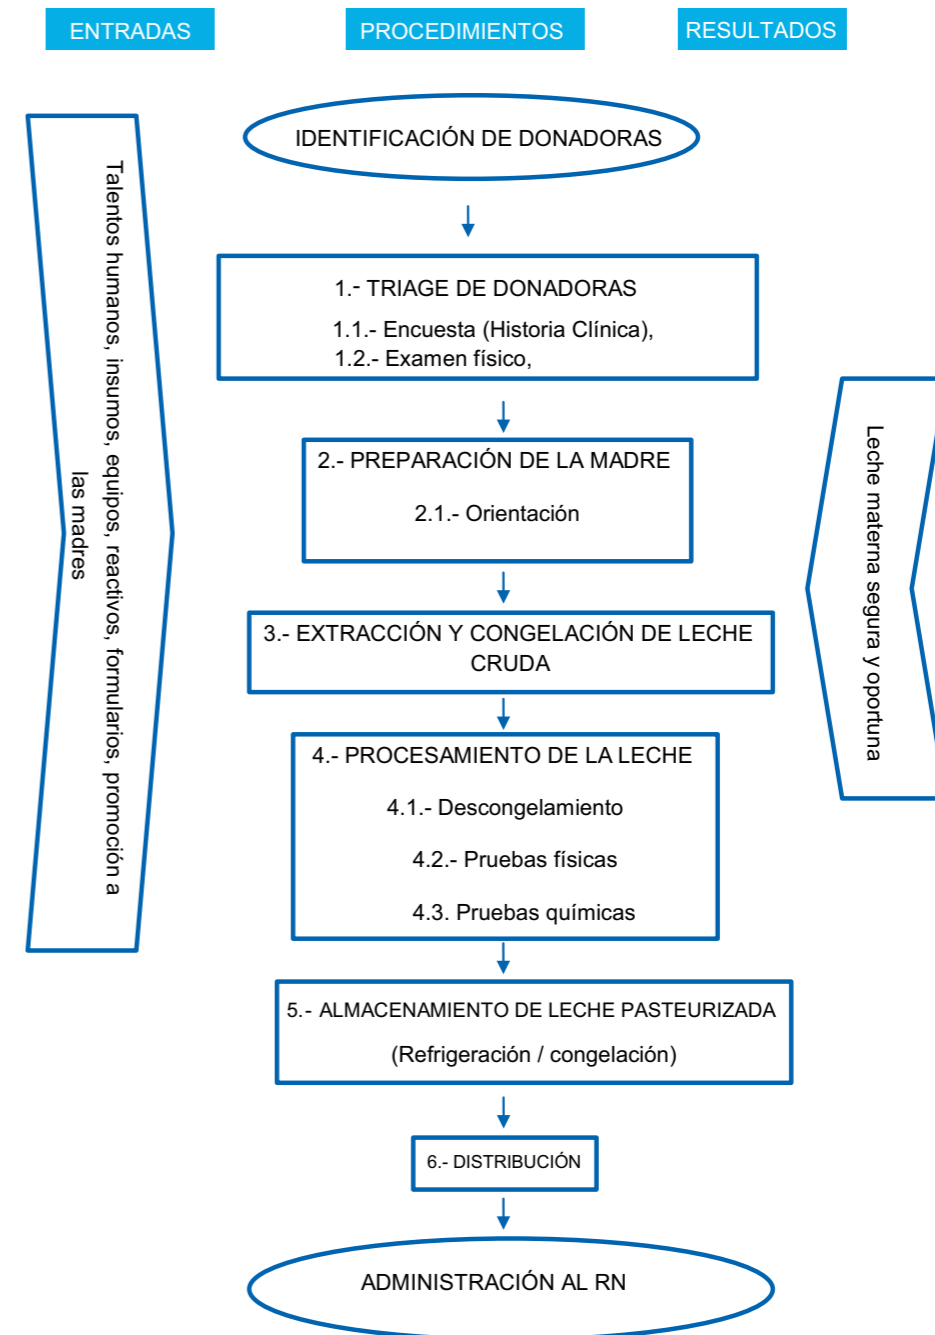 ENTRADAS
PROCEDIMIENTOS
RESULTADOS
IDENTIFICACIÓN DE DONADORAS
Talentos humanos, insumos, equipos, reactivos, formularios, promoción a
las madres
1.- TRIAGE DE DONADORAS
1.1.- Encuesta (Historia Clínica),
1.2.- Examen físico,
2.- PREPARACIÓN DE LA MADRE
2.1.- Orientación
3.- EXTRACCIÓN Y CONGELACIÓN DE LECHE
CRUDA
4.- PROCESAMIENTO DE LA LECHE
4.1.- Descongelamiento
4.2.- Pruebas físicas
4.3. Pruebas químicas
5.- ALMACENAMIENTO DE LECHE PASTEURIZADA
(Refrigeración / congelación)
6.- DISTRIBUCIÓN
ADMINISTRACIÓN AL RN
Leche materna segura y oportuna